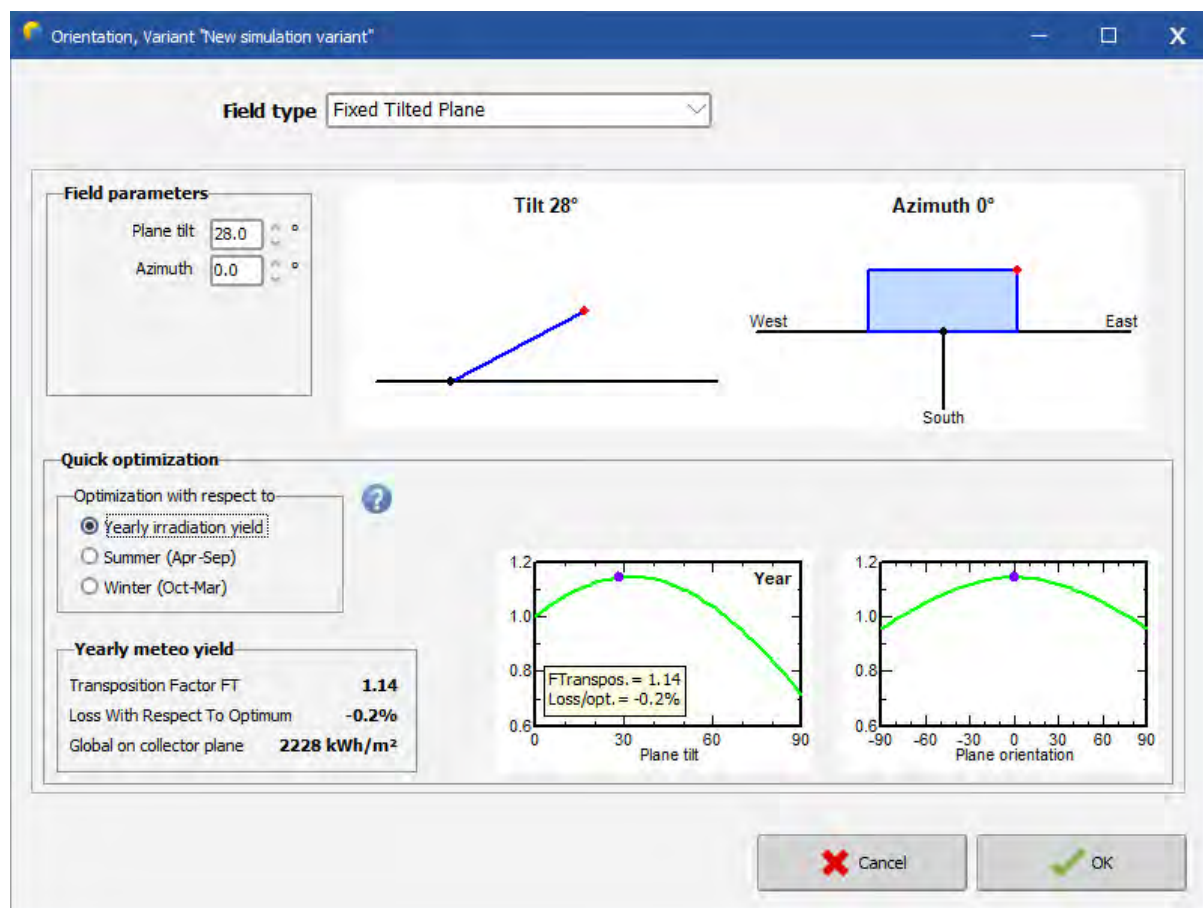 Orientation, Variant "New simulation variant"
Field type Fixed Tilted Plane
Field parameters
Plane tilt 28.0 °
Azimuth 0.0 °
Tilt 28°
Azimuth 0°
West
East
South
Quick optimization
Optimization with respect to
Yearly irradiation yield
Summer (Apr-Sep)
Winter (Oct-Mar)
?
Yearly meteo yield
Transposition Factor FT 1.14
Loss With Respect To Optimum -0.2%
Global on collector plane 2228 kWh/m²
1.2
Year
1.0
0.8
FTranspos.= 1.14
Loss/opt.= -0.2%
0.6
0 30 60 90
Plane tilt
1.2
1.0
0.8
0.6
-90 -60 -30 0 30 60 90
Plane orientation
Cancel
OK